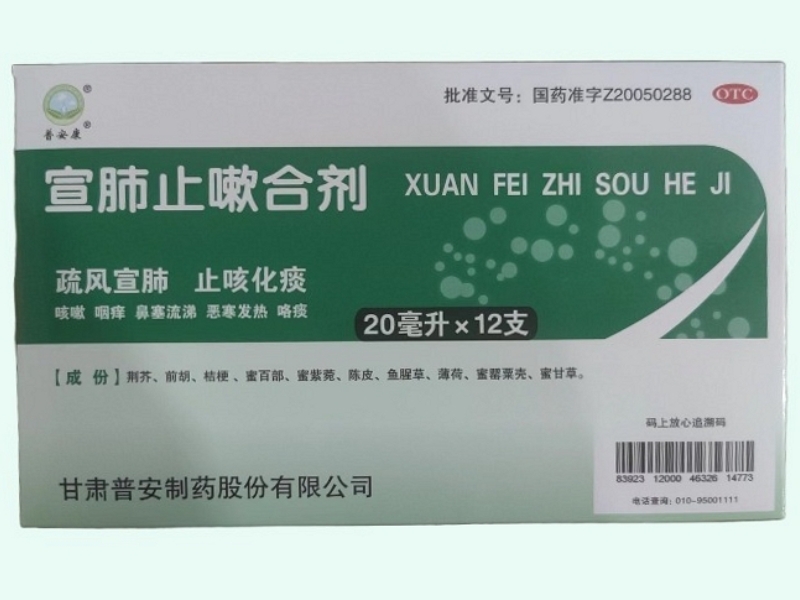 批准文号：国药准字Z20050288
OTC
普安康®
宣肺止嗽合剂
XUAN FEI ZHI SOU HE JI
疏风宣肺 止咳化痰
咳嗽 咽痒 鼻塞流涕 恶寒发热 咯痰
20毫升×12支
【成份】荆芥、前胡、桔梗、蜜百部、蜜紫菀、陈皮、鱼腥草、薄荷、蜜罂粟壳、蜜甘草。
码上放心追溯码
83923 12000 46326 14773
电话查询：010-95001111
甘肃普安制药股份有限公司